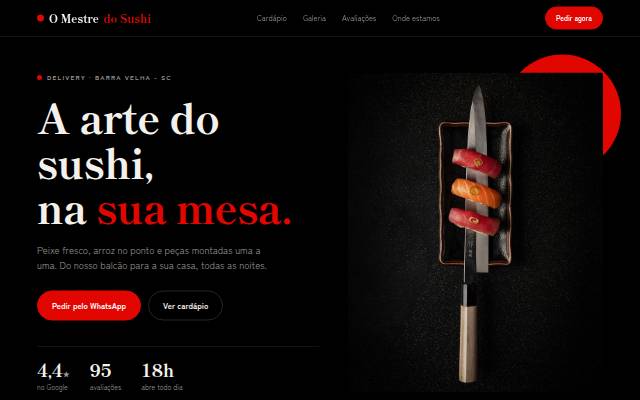 O Mestre do Sushi
Cardápio
Galeria
Avaliações
Onde estamos
Pedir agora
DELIVERY · BARRA VELHA – SC
A arte do
sushi,
na sua mesa.
Peixe fresco, arroz no ponto e peças montadas uma a
uma. Do nosso balcão para a sua casa, todas as noites.
Pedir pelo WhatsApp
Ver cardápio
4,4★
no Google
95
avaliações
18h
abre todo dia